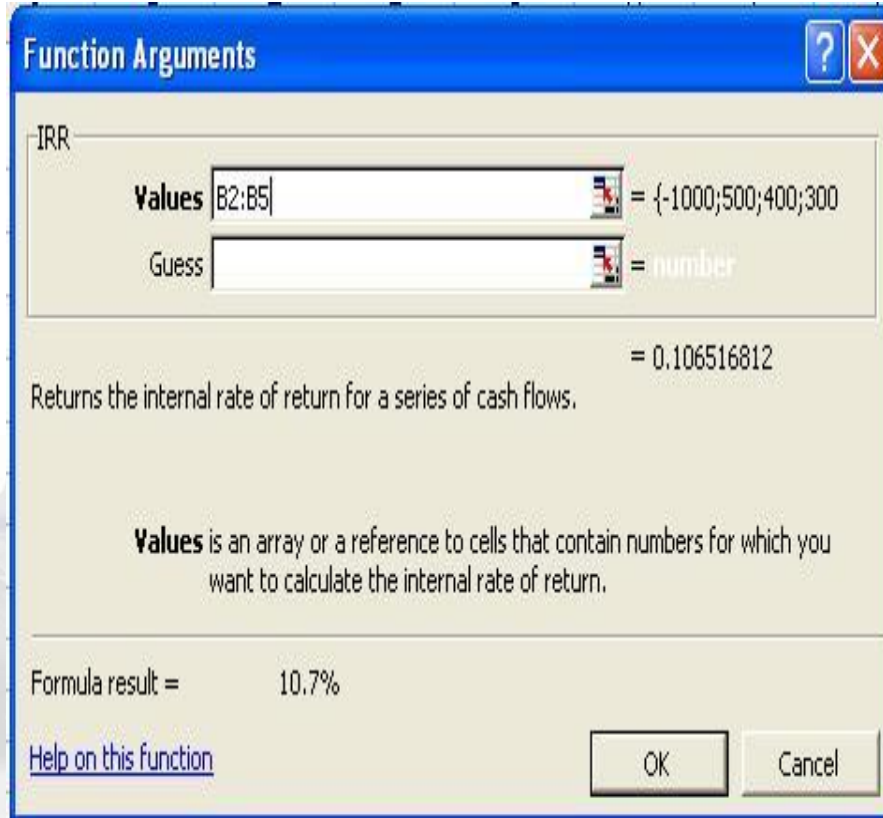 Function Arguments
IRR
Values B2:B5 = {-1000;500;400;300
Guess = number
= 0.106516812
Returns the internal rate of return for a series of cash flows.
Values is an array or a reference to cells that contain numbers for which you
want to calculate the internal rate of return.
Formula result = 10.7%
Help on this function OK Cancel